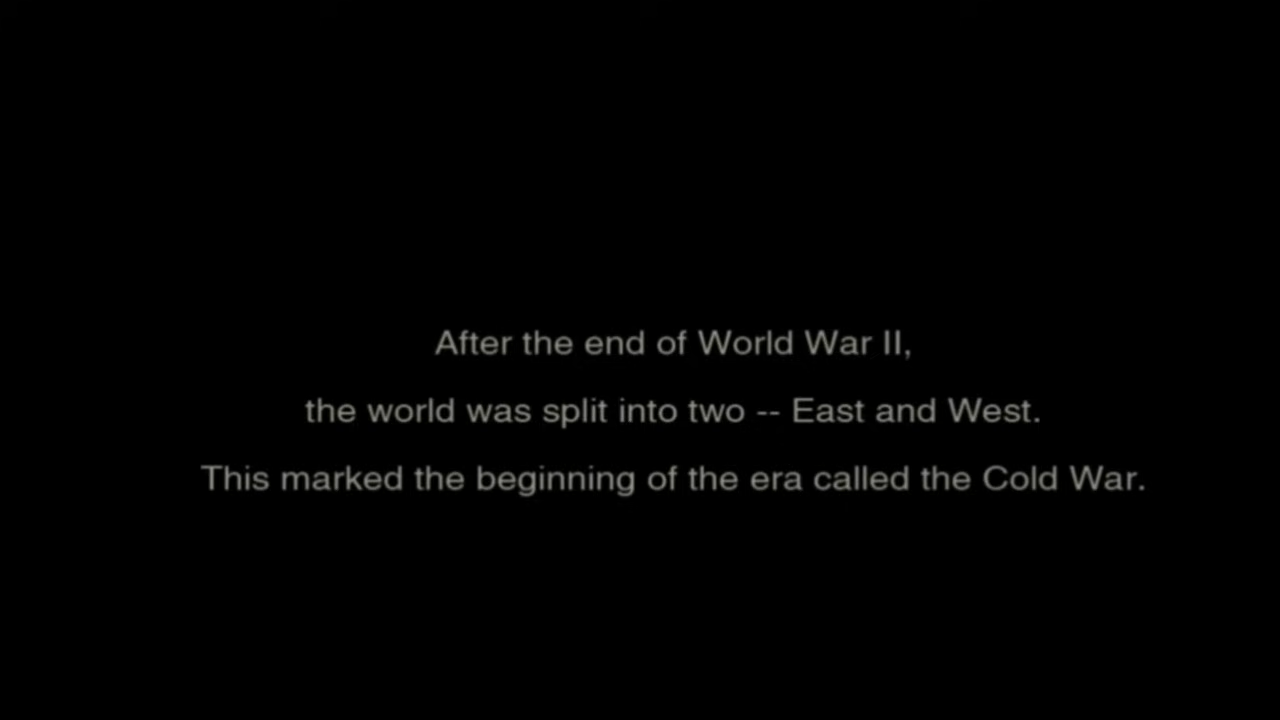 After the end of World War II,
the world was split into two -- East and West.
This marked the beginning of the era called the Cold War.